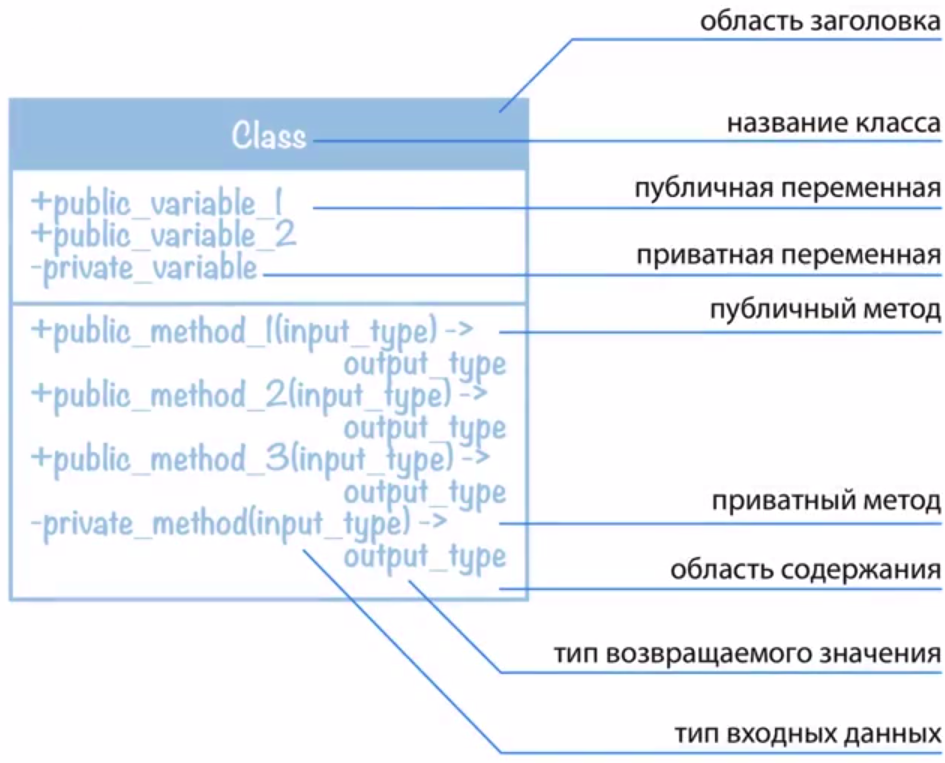 область заголовка
Class
название класса
+public_variable_1
публичная переменная
+public_variable_2
-private_variable
приватная переменная
публичный метод
+public_method_1(input_type) ->
output_type
+public_method_2(input_type) ->
output_type
+public_method_3(input_type) ->
output_type
приватный метод
-private_method(input_type) ->
output_type
область содержания
тип возвращаемого значения
тип входных данных